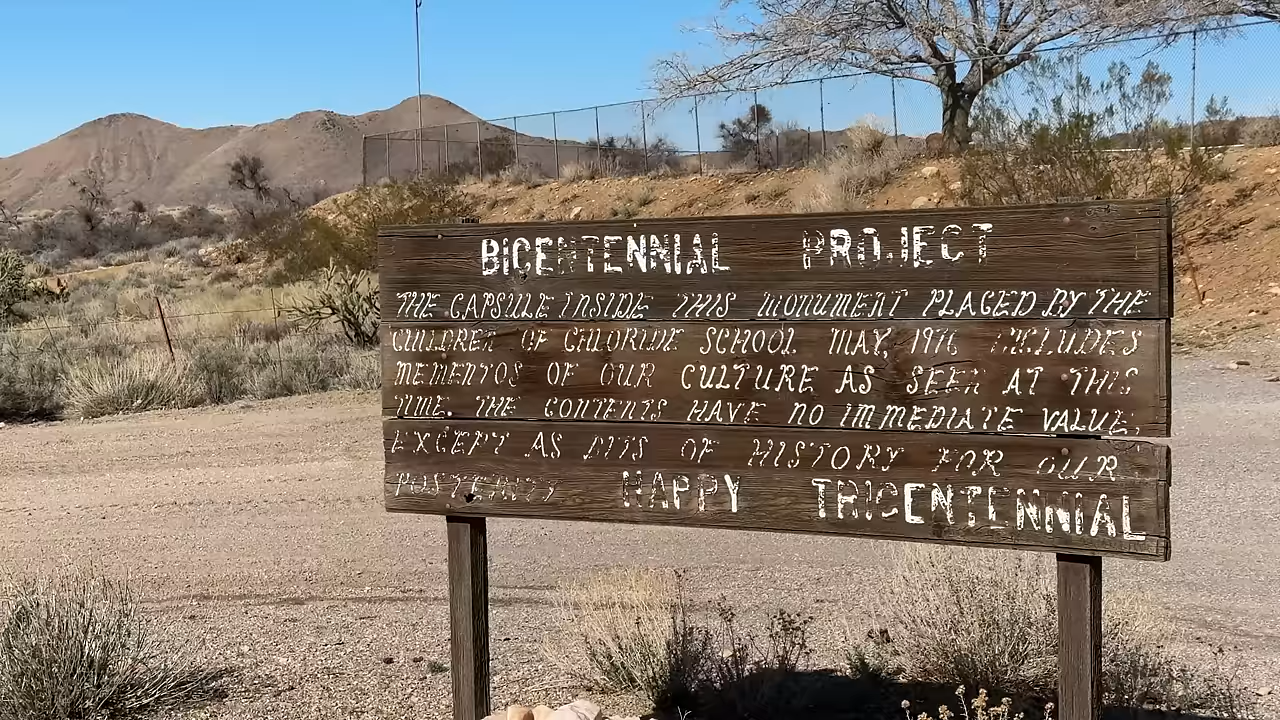 BICENTENNIAL PROJECT
THE CAPSULE INSIDE THIS MONUMENT PLACED BY THE
CHILDREN OF CHLORIDE SCHOOL MAY, 1976 INCLUDES
MEMENTOS OF OUR CULTURE AS SEEN AT THIS
TIME. THE CONTENTS HAVE NO IMMEDIATE VALUE,
EXCEPT AS BITS OF HISTORY FOR OUR
POSTERITY HAPPY TRICENTENNIAL